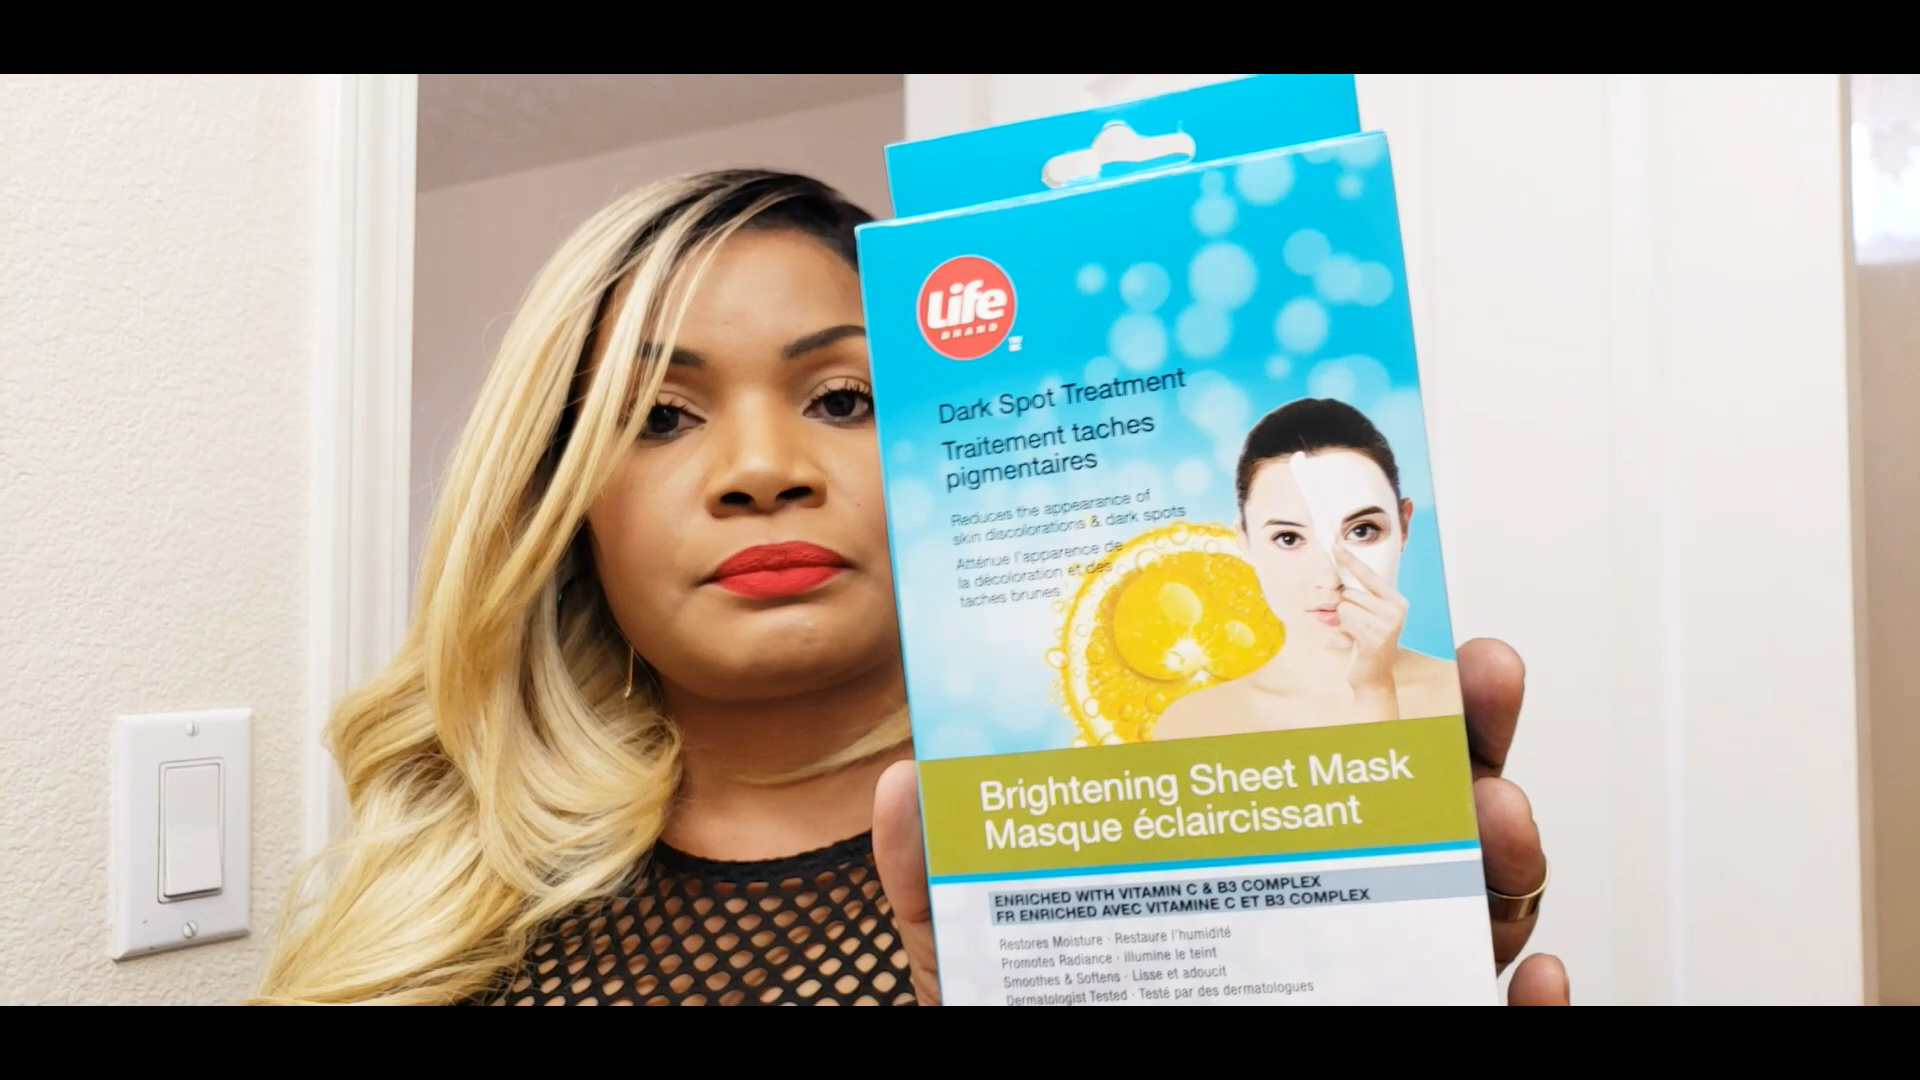 Life
BRAND
Dark Spot Treatment
Traitement taches
pigmentaires
Reduces the appearance of
skin discolorations & dark spots
Atténue l'apparence de
la décoloration et des
taches brunes
Brightening Sheet Mask
Masque éclaircissant
ENRICHED WITH VITAMIN C & B3 COMPLEX
FR ENRICHED AVEC VITAMINE C ET B3 COMPLEX
Restores Moisture · Restaure l'humidité
Promotes Radiance · Illumine le teint
Smoothes & Softens · Lisse et adoucit
Dermatologist Tested · Testé par des dermatologues